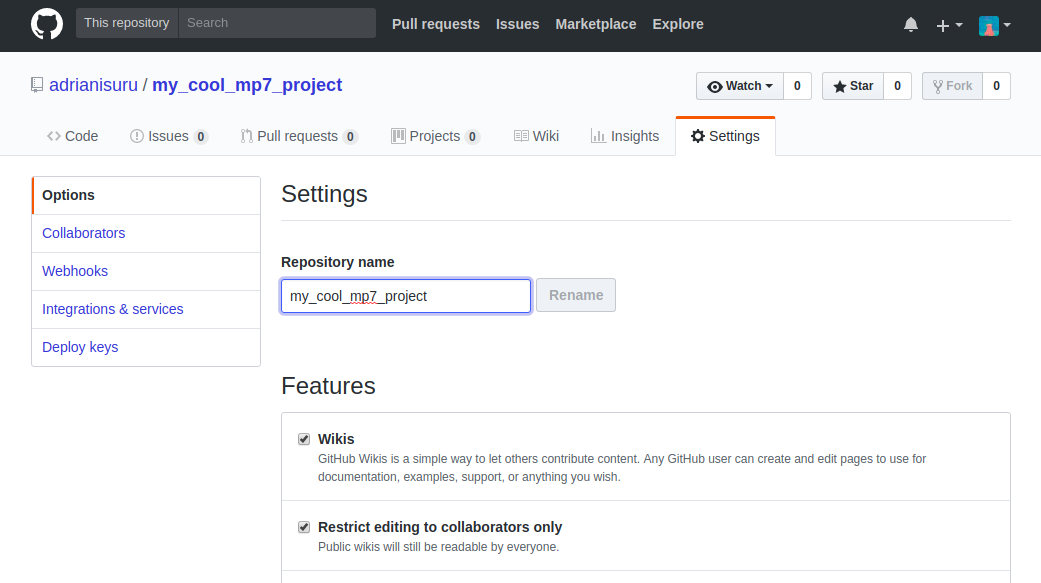 This repository Search Pull requests Issues Marketplace Explore
adrianisuru / my_cool_mp7_project Watch 0 Star 0 Fork 0
Code Issues 0 Pull requests 0 Projects 0 Wiki Insights Settings
Options
Collaborators
Webhooks
Integrations & services
Deploy keys
Settings
Repository name
my_cool_mp7_project Rename
Features
Wikis
GitHub Wikis is a simple way to let others contribute content. Any GitHub user can create and edit pages to use for
documentation, examples, support, or anything you wish.
Restrict editing to collaborators only
Public wikis will still be readable by everyone.